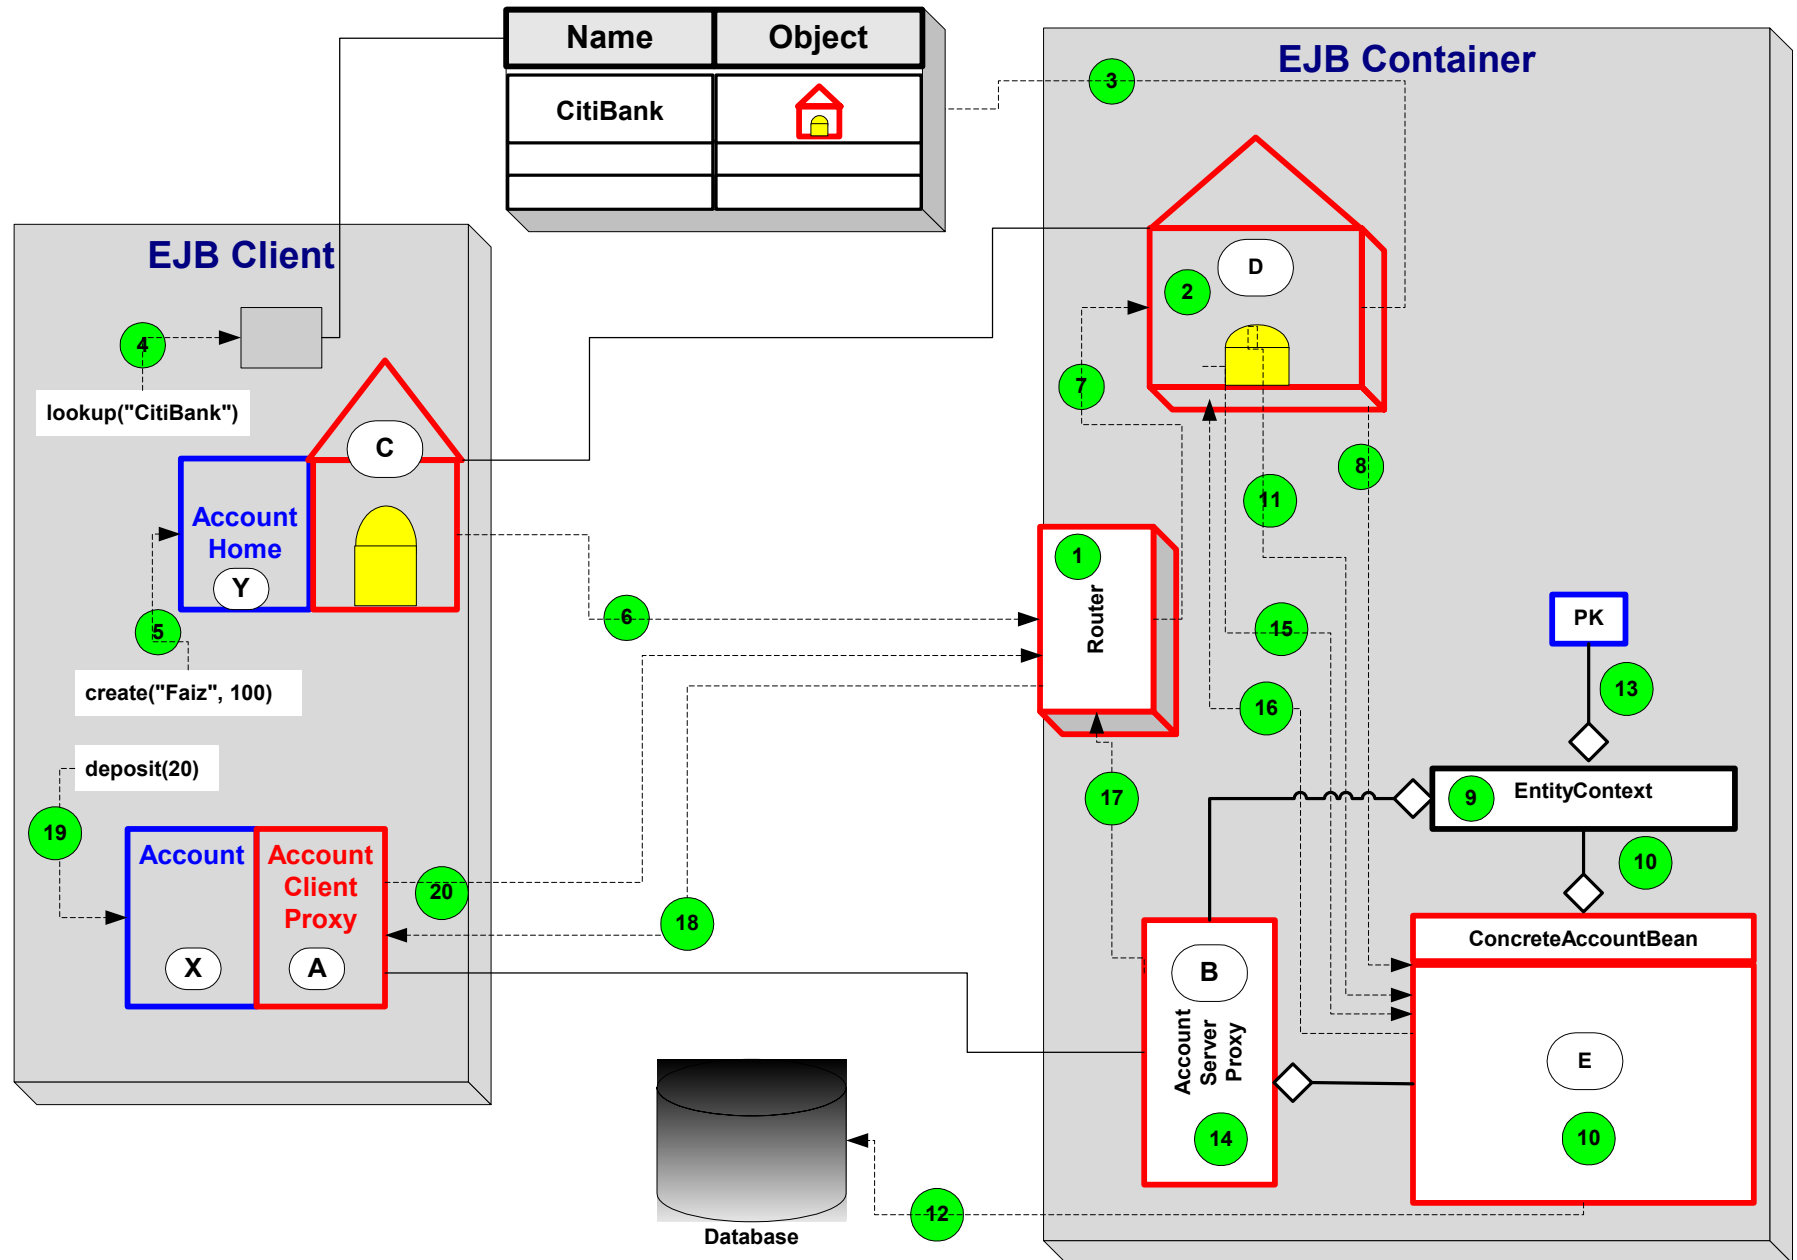 Name
Object
CitiBank
EJB Container
3
EJB Client
D
2
4
lookup("CitiBank")
7
C
8
11
Account
Home
Y
5
create("Faiz", 100)
6
1
Router
15
16
PK
13
deposit(20)
19
17
9
EntityContext
10
Account
X
Account
Client
Proxy
A
20
18
B
Account
Server
Proxy
14
ConcreteAccountBean
E
10
12
Database